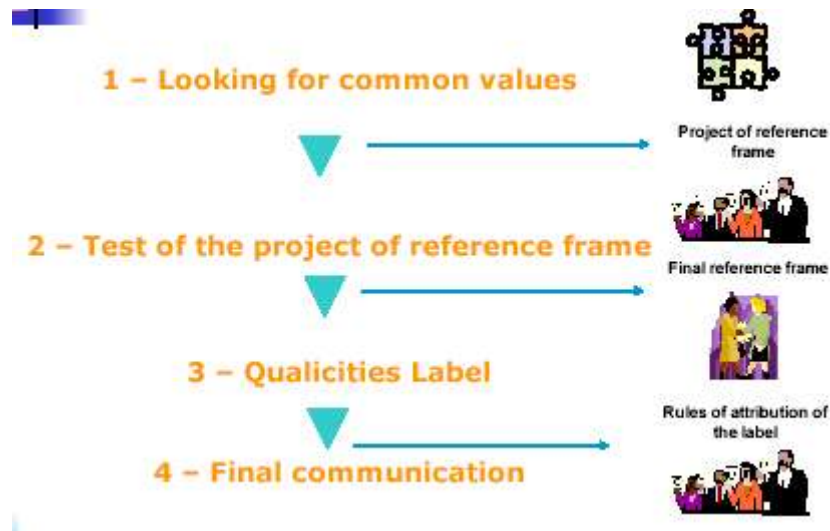 1 – Looking for common values
Project of reference
frame
2 – Test of the project of reference frame
Final reference frame
3 – Qualicities Label
Rules of attribution of
the label
4 – Final communication